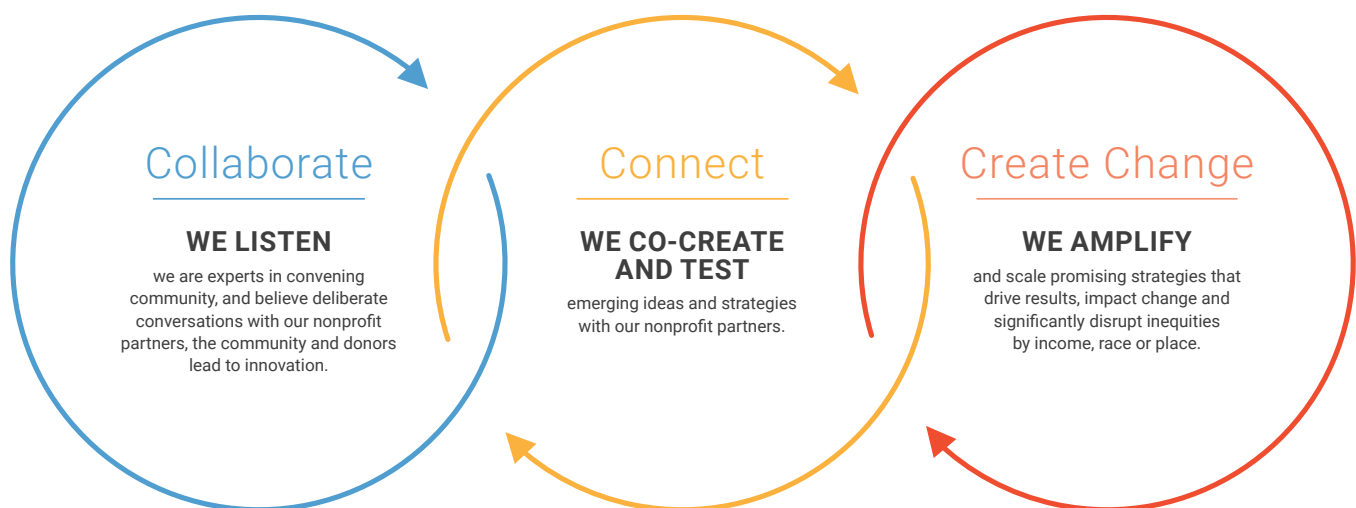 Collaborate
WE LISTEN
we are experts in convening
community, and believe deliberate
conversations with our nonprofit
partners, the community and donors
lead to innovation.
Connect
WE CO-CREATE
AND TEST
emerging ideas and strategies
with our nonprofit partners.
Create Change
WE AMPLIFY
and scale promising strategies that
drive results, impact change and
significantly disrupt inequities
by income, race or place.